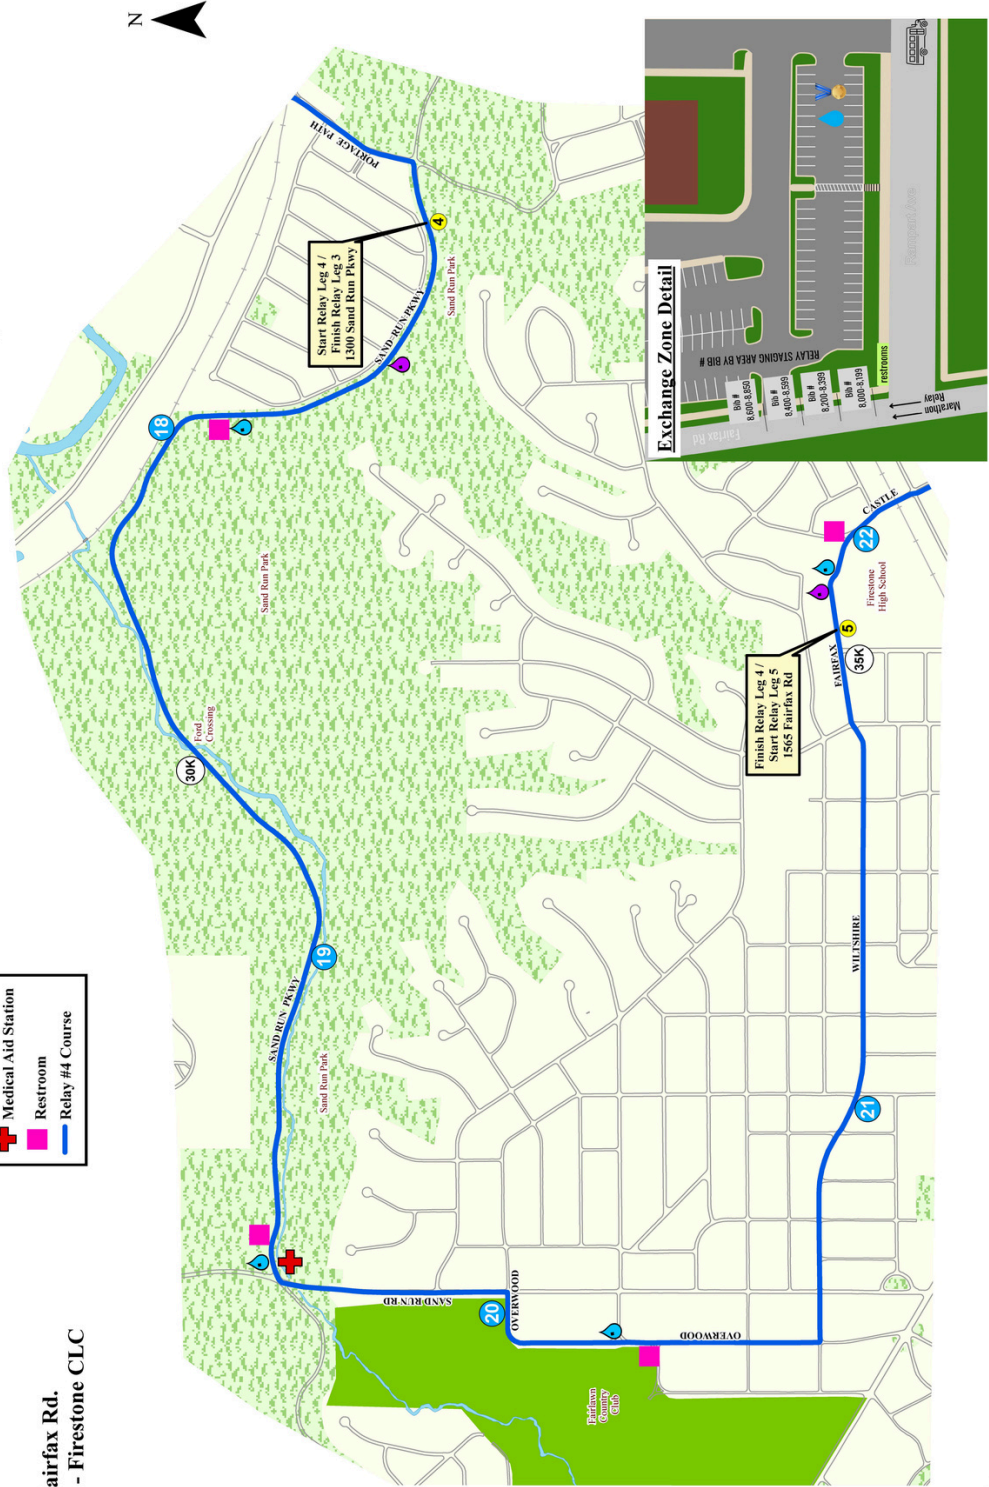 N
Medical Aid Station
Restroom
Relay #4 Course
airfax Rd.
- Firestone CLC
PORTAGE PATH
4
Start Relay Leg 4 /
Finish Relay Leg 3
1300 Sand Run Pkwy
SAND RUN PKWY
Sand Run Park
18
Sand Run Park
30K
Ford
Crossing
19
SAND RUN PKWY
Sand Run Park
SAND RUN RD
20
OVERWOOD
OVERWOOD
Fairlawn
Country
Club
21
WILTSHIRE
Finish Relay Leg 4 /
Start Relay Leg 5
1565 Fairfax Rd
FAIRFAX
35K
5
Firestone
High School
22
CASTLE
Exchange Zone Detail
RELAY STAGING AREA BY BIB #
Bib #
8,600-8,850
Bib #
8,400-8,599
Bib #
8,200-8,399
Bib #
8,000-8,199
restrooms
Fairfax Rd
Marathon
Relay
Rampart Ave